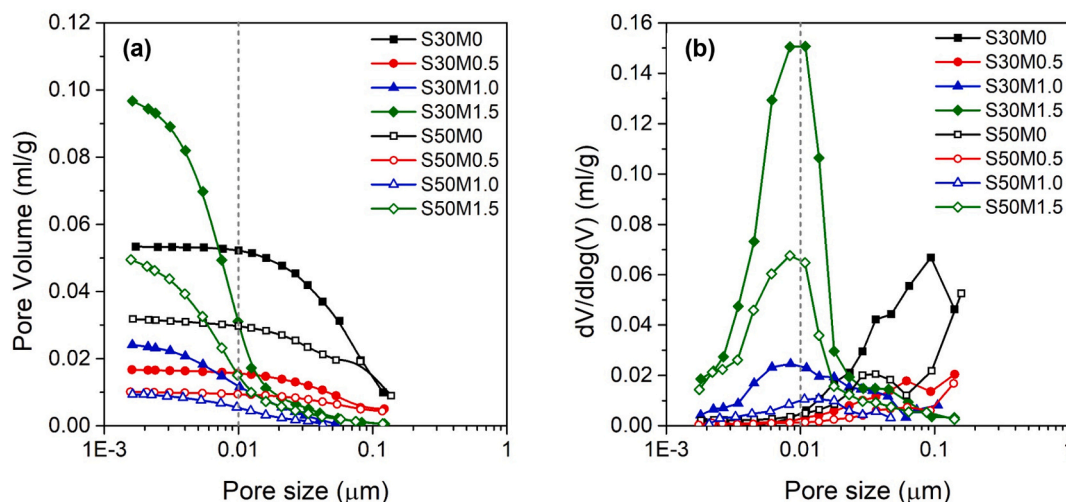 (a)
0.12
0.10
0.08
0.06
0.04
0.02
0.00
Pore Volume (ml/g)
1E-3
0.01
0.1
1
Pore size (μm)
S30M0
S30M0.5
S30M1.0
S30M1.5
S50M0
S50M0.5
S50M1.0
S50M1.5
(b)
0.16
0.14
0.12
0.10
0.08
0.06
0.04
0.02
0.00
dV/dlog(V) (ml/g)
1E-3
0.01
0.1
1
Pore size (μm)
S30M0
S30M0.5
S30M1.0
S30M1.5
S50M0
S50M0.5
S50M1.0
S50M1.5